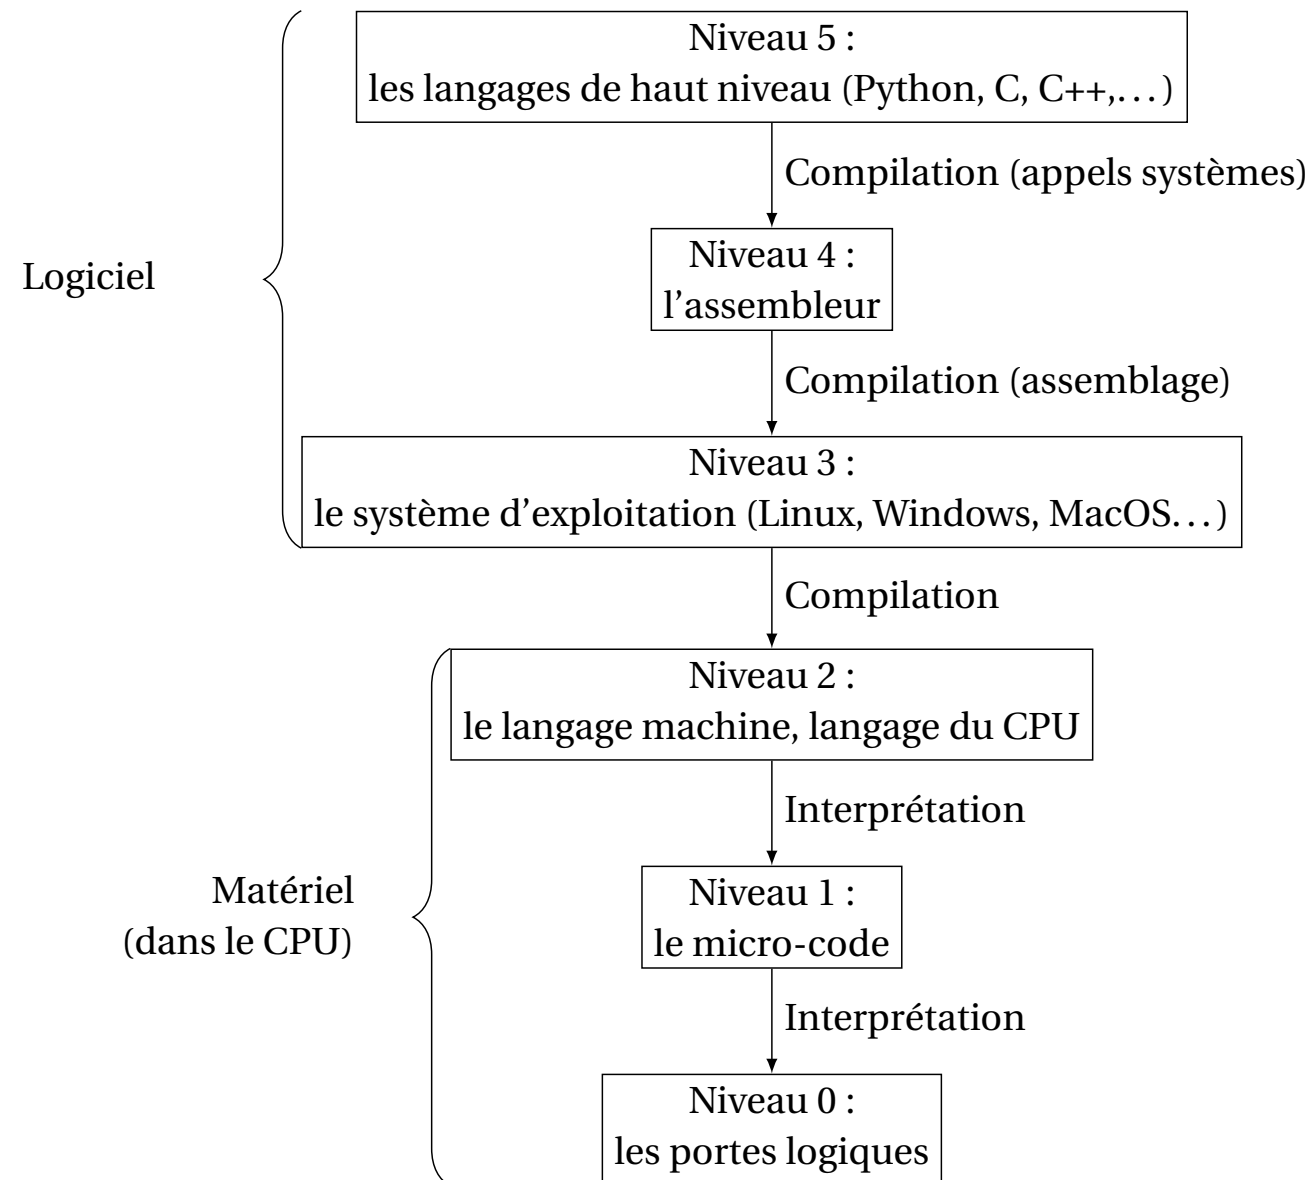 Niveau 5 :
les langages de haut niveau (Python, C, C++,…)
Compilation (appels systèmes)
Niveau 4 :
l'assembleur
Logiciel
Compilation (assemblage)
Niveau 3 :
le système d'exploitation (Linux, Windows, MacOS…)
Compilation
Niveau 2 :
le langage machine, langage du CPU
Interprétation
Niveau 1 :
le micro-code
Matériel
(dans le CPU)
Interprétation
Niveau 0 :
les portes logiques